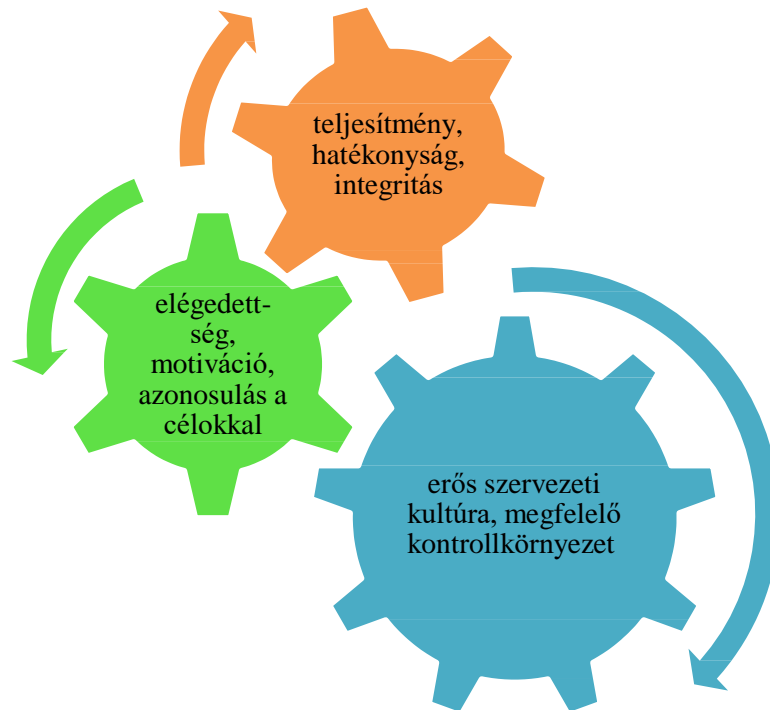 teljesítmény,
hatékonyság,
integritás
elégedett-
ség,
motiváció,
azonosulás a
célokkal
erős szervezeti
kultúra, megfelelő
kontrollkörnyezet